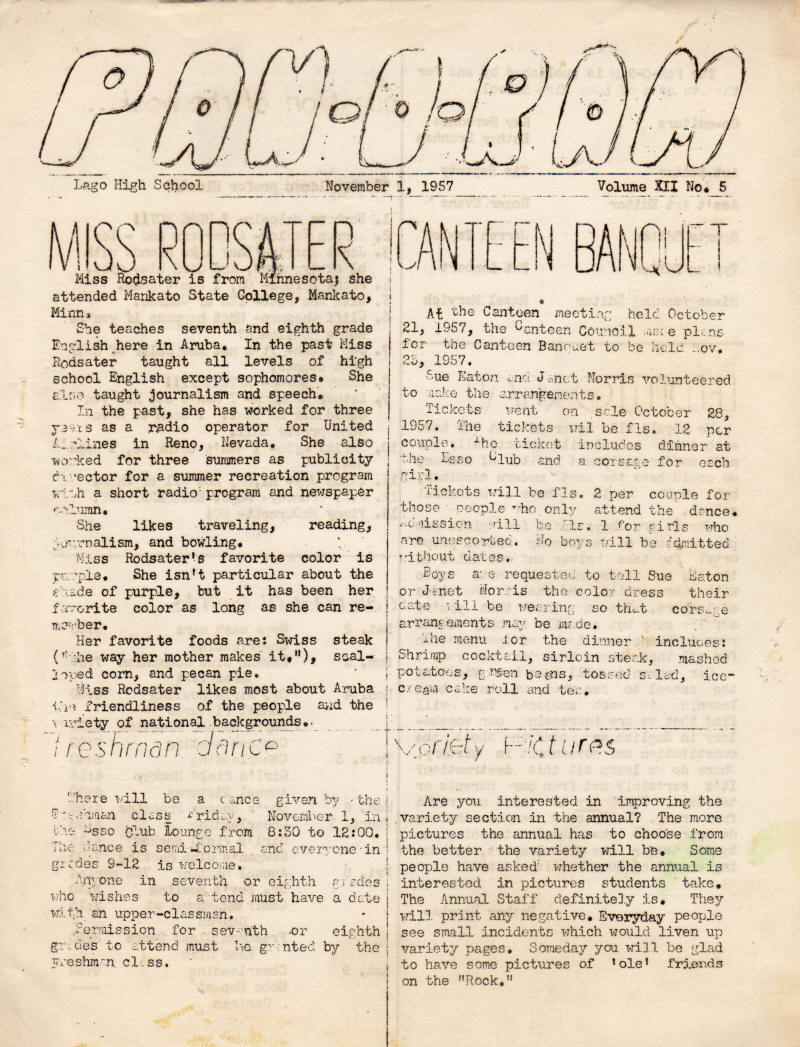 PAN-O-RAM
Lago High School November 1, 1957 Volume XII No. 5
MISS RODSATER
Miss Rodsater is from Minnesota; she
attended Mankato State College, Mankato,
Minn.
She teaches seventh and eighth grade
English here in Aruba. In the past Miss
Rodsater taught all levels of high
school English except sophomores. She
also taught journalism and speech.
In the past, she has worked for three
years as a radio operator for United
Airlines in Reno, Nevada. She also
worked for three summers as publicity
director for a summer recreation program
with a short radio program and newspaper
column.
She likes traveling, reading,
journalism, and bowling.
Miss Rodsater's favorite color is
purple. She isn't particular about the
shade of purple, but it has been her
favorite color as long as she can re-
member.
Her favorite foods are: Swiss steak
("the way her mother makes it."), scal-
loped corn, and pecan pie.
Miss Rodsater likes most about Aruba
the friendliness of the people and the
variety of national backgrounds.
CANTEEN BANQUET
At the Canteen meeting held October
21, 1957, the Canteen Council made plans
for the Canteen Banquet to be held Nov.
1957.
Sue Eaton and Janet Norris volunteered
to make the arrangements.
Tickets went on sale October 28,
1957. The tickets wil be fls. 12 per
couple. The ticket includes dinner at
the Esso Club and a corsage for each
girl.
Tickets will be fls. 2 per couple for
those people who only attend the dance.
Admission will be fls. 1 for girls who
are unescorted. No boys will be admitted
without dates.
Boys are requested to tell Sue Eaton
or Janet Norris the color dress their
date will be wearing so that corsage
arrangements may be made.
The menu for the dinner includes:
Shrimp cocktail, sirloin steak, mashed
potatoes, green beans, tossed salad, ice-
cream cake roll and tea.
freshman dance
There will be a dance given by the
Freshman class Friday, November 1, in
the Esso Club Lounge from 8:30 to 12:00.
The dance is semi-formal and everyone in
grades 9-12 is welcome.
Anyone in seventh or eighth grades
who wishes to attend must have a date
with an upper-classman.
Permission for seventh or eighth
grades to attend must be granted by the
Freshman class.
Variety Pictures
Are you interested in improving the
variety section in the annual? The more
pictures the annual has to choose from
the better the variety will be. Some
people have asked whether the annual is
interested in pictures students take.
The Annual Staff definitely is. They
will print any negative. Everyday people
see small incidents which would liven up
variety pages. Someday you will be glad
to have some pictures of 'ole' friends
on the "Rock."